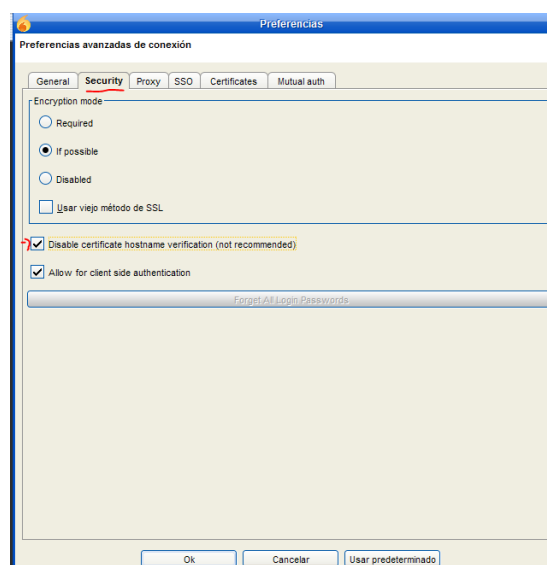 Preferencias
Preferencias avanzadas de conexión
General Security Proxy SSO Certificates Mutual auth
Encryption mode
Required
If possible
Disabled
Usar viejo método de SSL
Disable certificate hostname verification (not recommended)
Allow for client side authentication
Forget All Login Passwords
Ok Cancelar Usar predeterminado